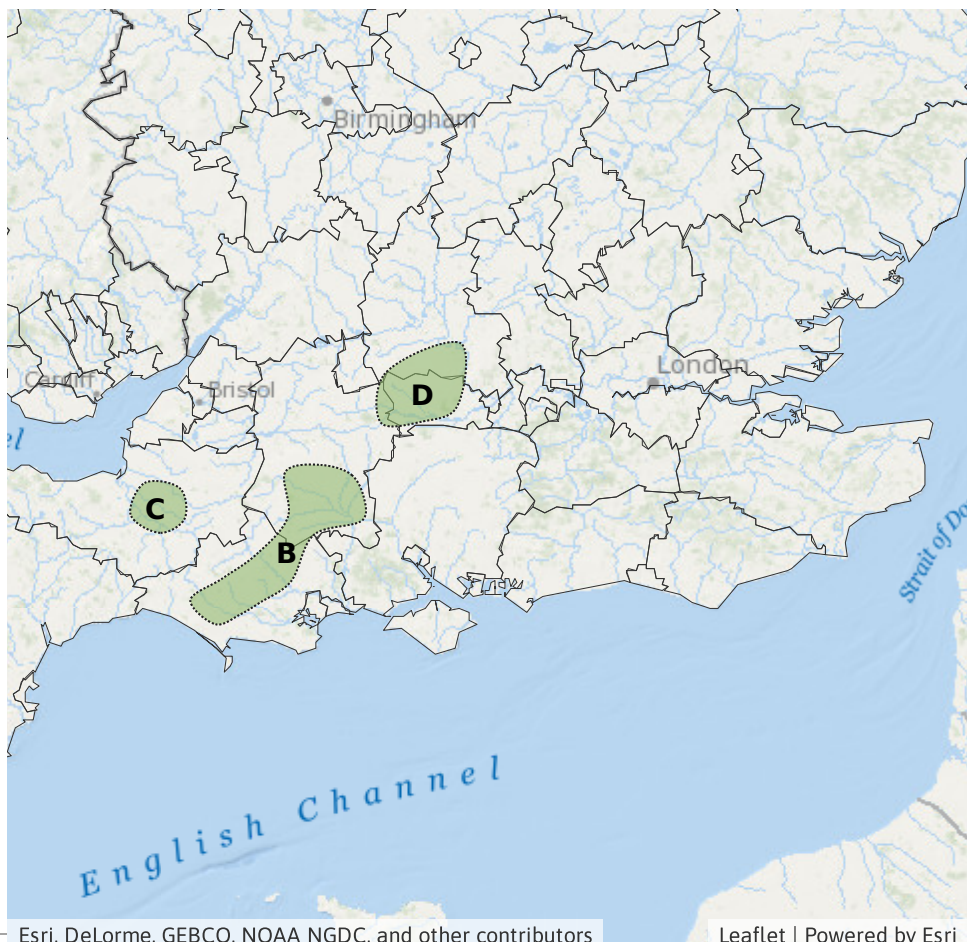 Birmingham
Cardiff
Bristol
London
el
D
C
B
Strait of Do
English Channel
Esri, DeLorme, GEBCO, NOAA NGDC, and other contributors
Leaflet | Powered by Esri